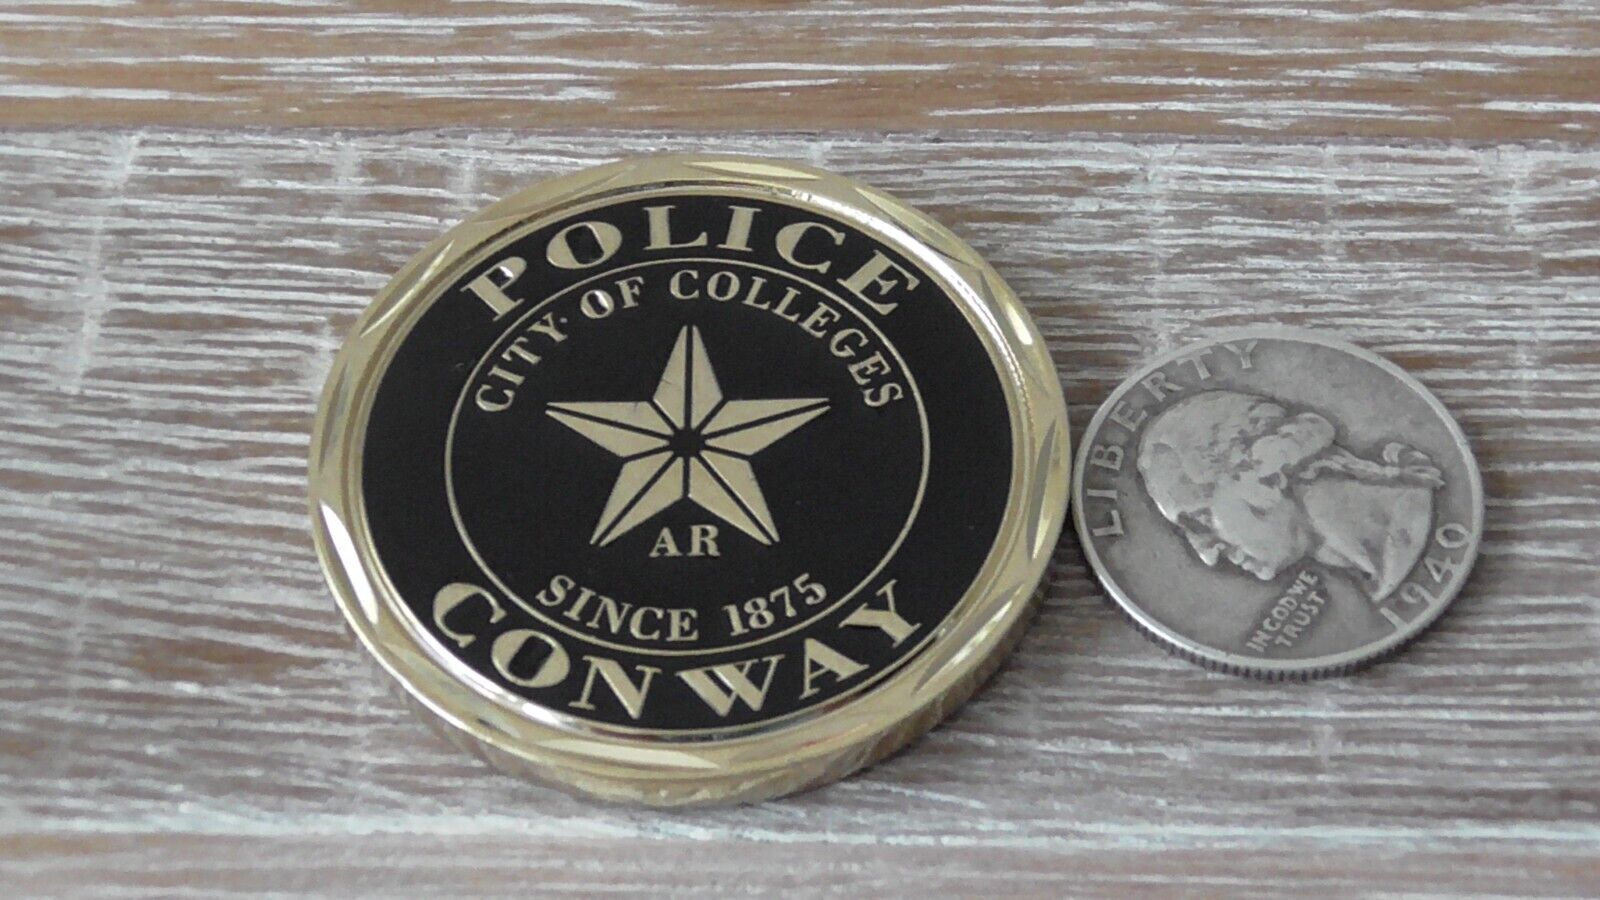 POLICE
CITY OF COLLEGES
AR
SINCE 1875
CONWAY
LIBERTY
IN GOD WE
TRUST
1940